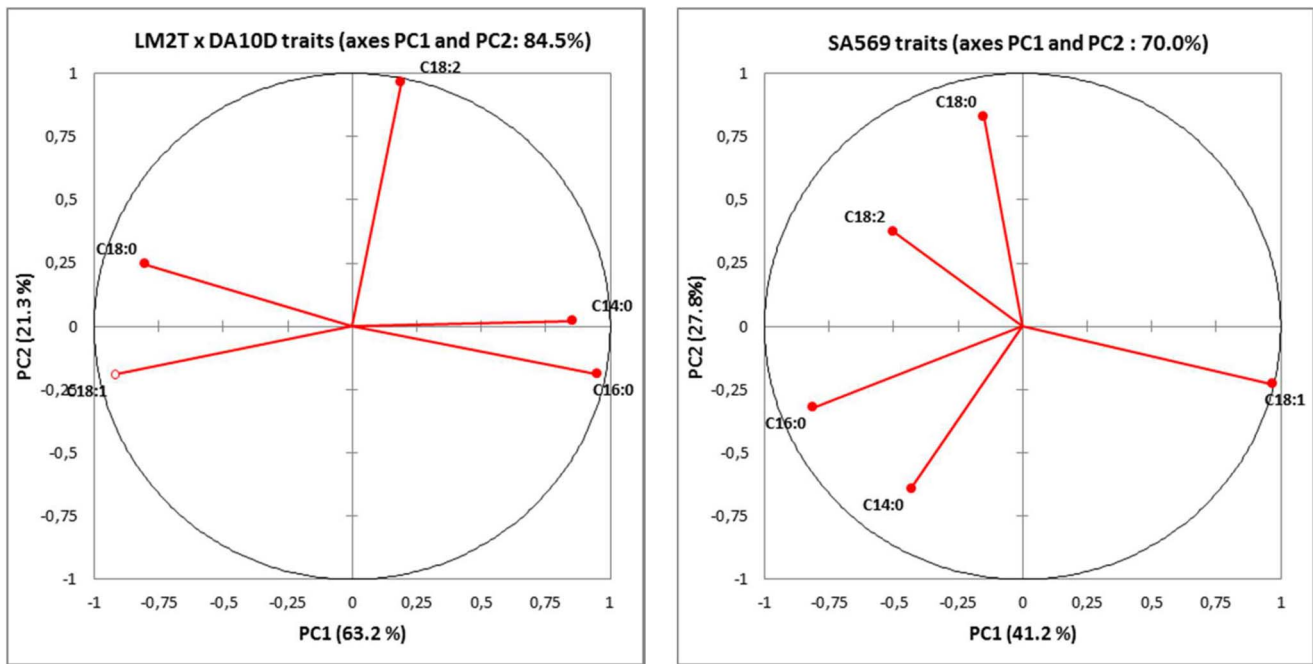 LM2T x DA10D traits (axes PC1 and PC2: 84.5%)
C18:2
1
0,75
0,5
C18:0
0,25
C14:0
0
C16:0
C18:1
-0,25
-0,5
-0,75
-1
-1 -0,75 -0,5 -0,25 0 0,25 0,5 0,75 1
PC2 (21.3 %)
PC1 (63.2 %)
SA569 traits (axes PC1 and PC2 : 70.0%)
1
C18:0
0,75
0,5
C18:2
0,25
0
-0,25
C18:1
C16:0
-0,5
C14:0
-0,75
-1
-1 -0,75 -0,5 -0,25 0 0,25 0,5 0,75 1
PC2 (27.8%)
PC1 (41.2 %)